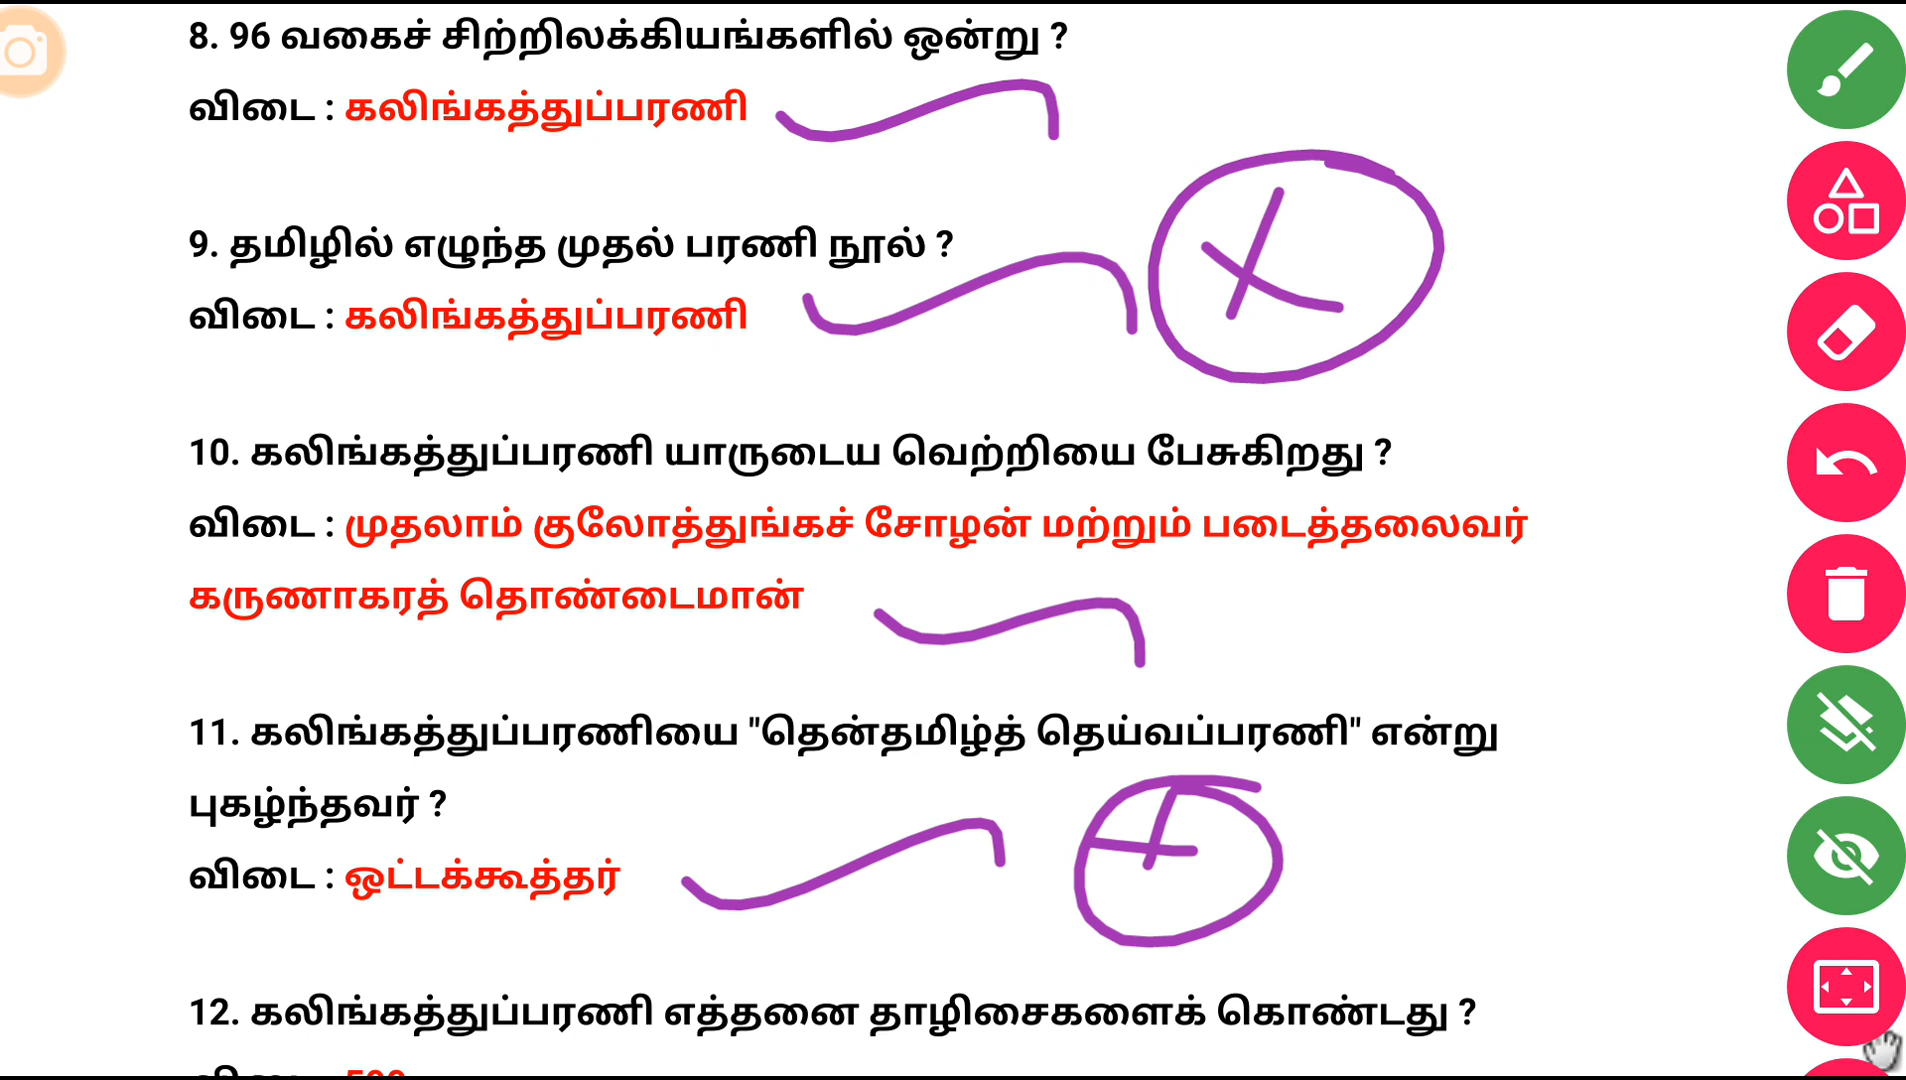 8. 96 வகைச் சிற்றிலக்கியங்களில் ஒன்று ?
விடை : கலிங்கத்துப்பரணி
9. தமிழில் எழுந்த முதல் பரணி நூல் ?
விடை : கலிங்கத்துப்பரணி
10. கலிங்கத்துப்பரணி யாருடைய வெற்றியை பேசுகிறது ?
விடை : முதலாம் குலோத்துங்கச் சோழன் மற்றும் படைத்தலைவர்
கருணாகரத் தொண்டைமான்
11. கலிங்கத்துப்பரணியை "தென்தமிழ்த் தெய்வப்பரணி" என்று
புகழ்ந்தவர் ?
விடை : ஒட்டக்கூத்தர்
12. கலிங்கத்துப்பரணி எத்தனை தாழிசைகளைக் கொண்டது ?